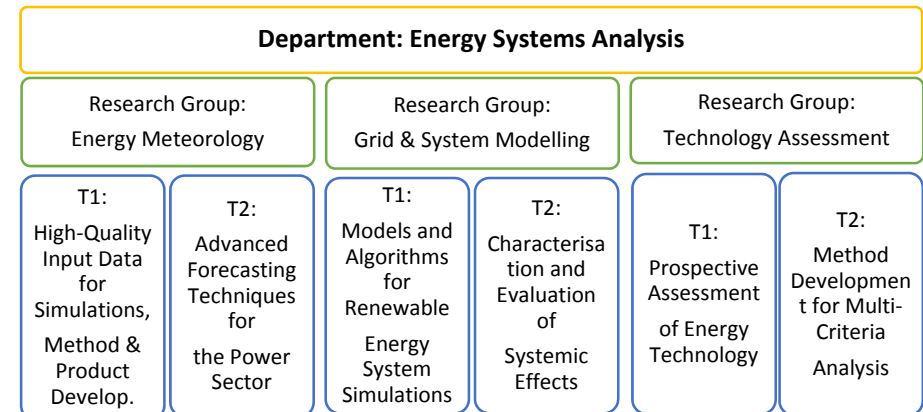 Department: Energy Systems Analysis
Research Group:
Energy Meteorology
Research Group:
Grid & System Modelling
Research Group:
Technology Assessment
T1:
High-Quality
Input Data
for
Simulations,
Method &
Product
Develop.
T2:
Advanced
Forecasting
Techniques
for
the Power
Sector
T1:
Models and
Algorithms
for
Renewable
Energy
System
Simulations
T2:
Characterisa
tion and
Evaluation
of
Systemic
Effects
T1:
Prospective
Assessment
of Energy
Technology
T2:
Method
Developmen
t for Multi-
Criteria
Analysis